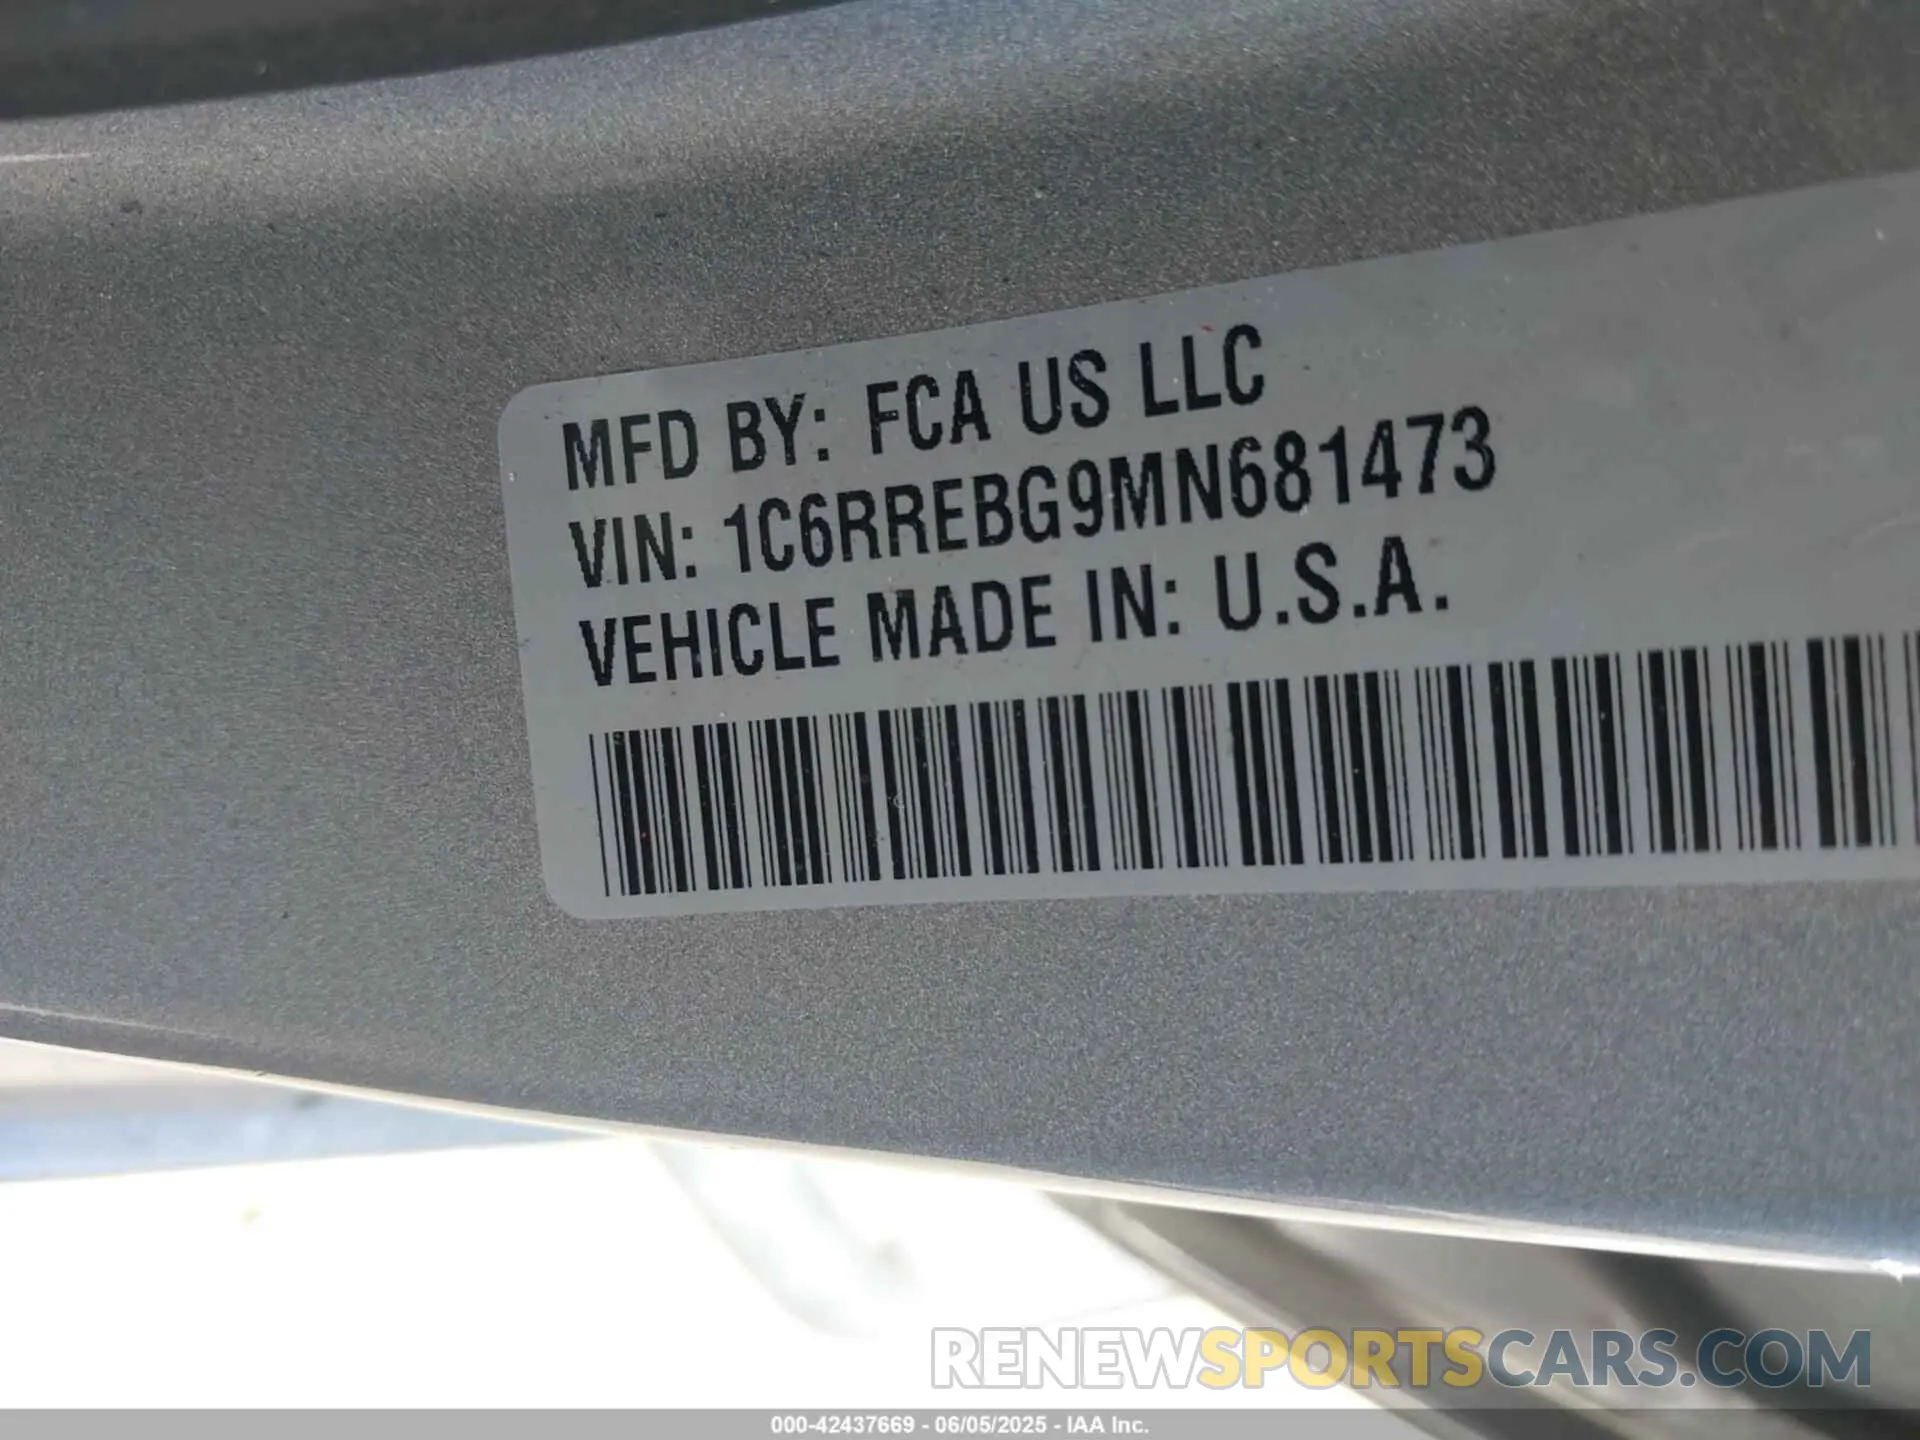 MFD BY: FCA US LLC
VIN: 1C6RREBG9MN681473
VEHICLE MADE IN: U.S.A.
RENEWSPORTSCARS.COM
000-42437669 - 06/05/2025 - IAA Inc.